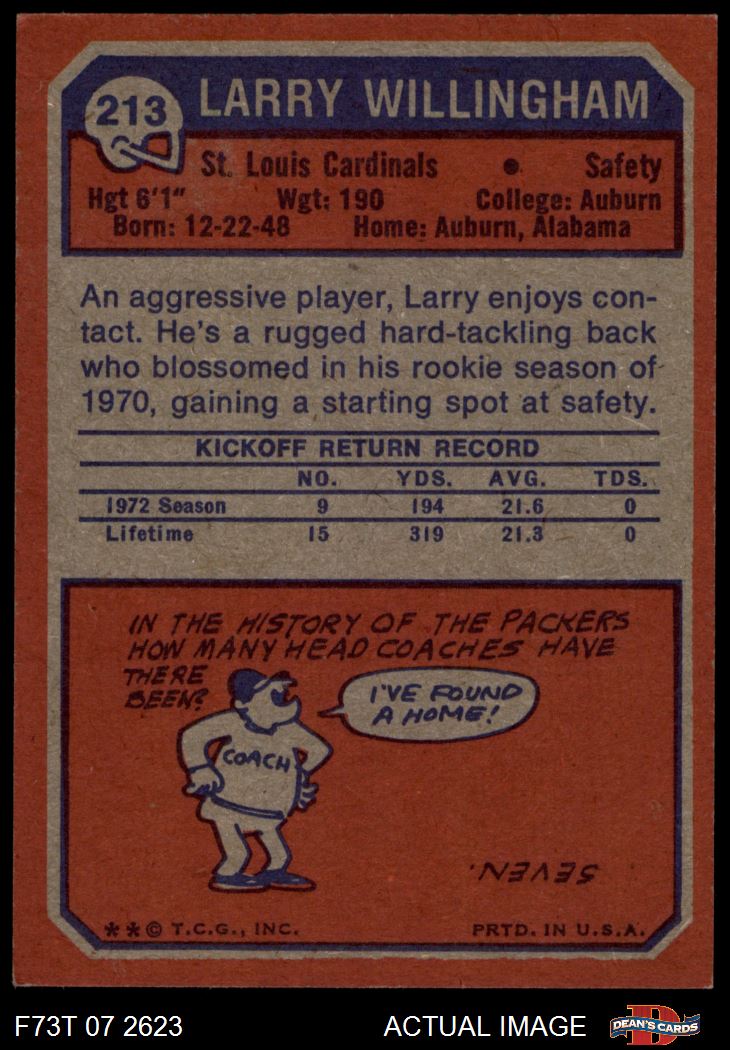 213
LARRY WILLINGHAM
St. Louis Cardinals • Safety
Hgt 6'1" Wgt: 190 College: Auburn
Born: 12-22-48 Home: Auburn, Alabama
An aggressive player, Larry enjoys con-
tact. He's a rugged hard-tackling back
who blossomed in his rookie season of
1970, gaining a starting spot at safety.
KICKOFF RETURN RECORD
NO. YDS. AVG. TDS.
1972 Season 9 194 21.6 0
Lifetime 15 319 21.3 0
IN THE HISTORY OF THE PACKERS
HOW MANY HEAD COACHES HAVE
THERE
BEEN?
I'VE FOUND
A HOME!
COACH
SEVEN.
**© T.C.G., INC. PRTD. IN U.S.A.
F73T 07 2623 ACTUAL IMAGE D DEAN'S CARDS